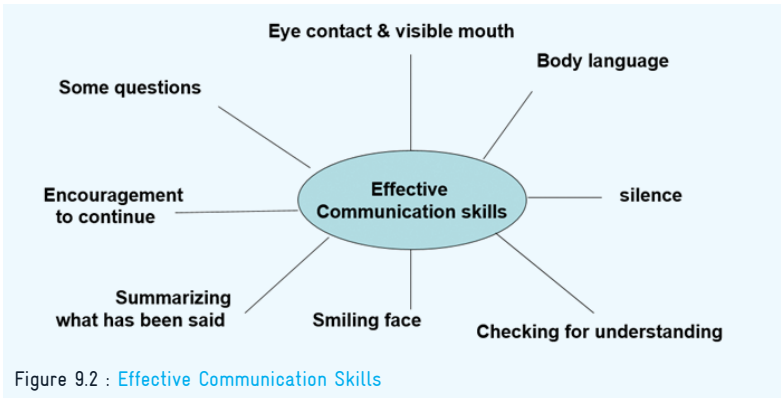 Eye contact & visible mouth
Body language
Some questions
Effective
Communication skills
Encouragement
to continue
silence
Summarizing
what has been said
Smiling face
Checking for understanding
Figure 9.2 : Effective Communication Skills